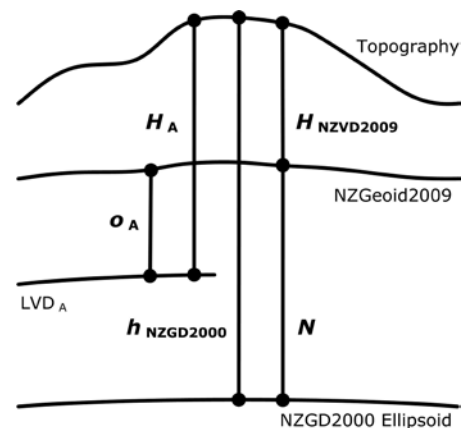 Topography
H A
H NZVD2009
NZGeoid2009
o A
LVD A
h NZGD2000
N
NZGD2000 Ellipsoid